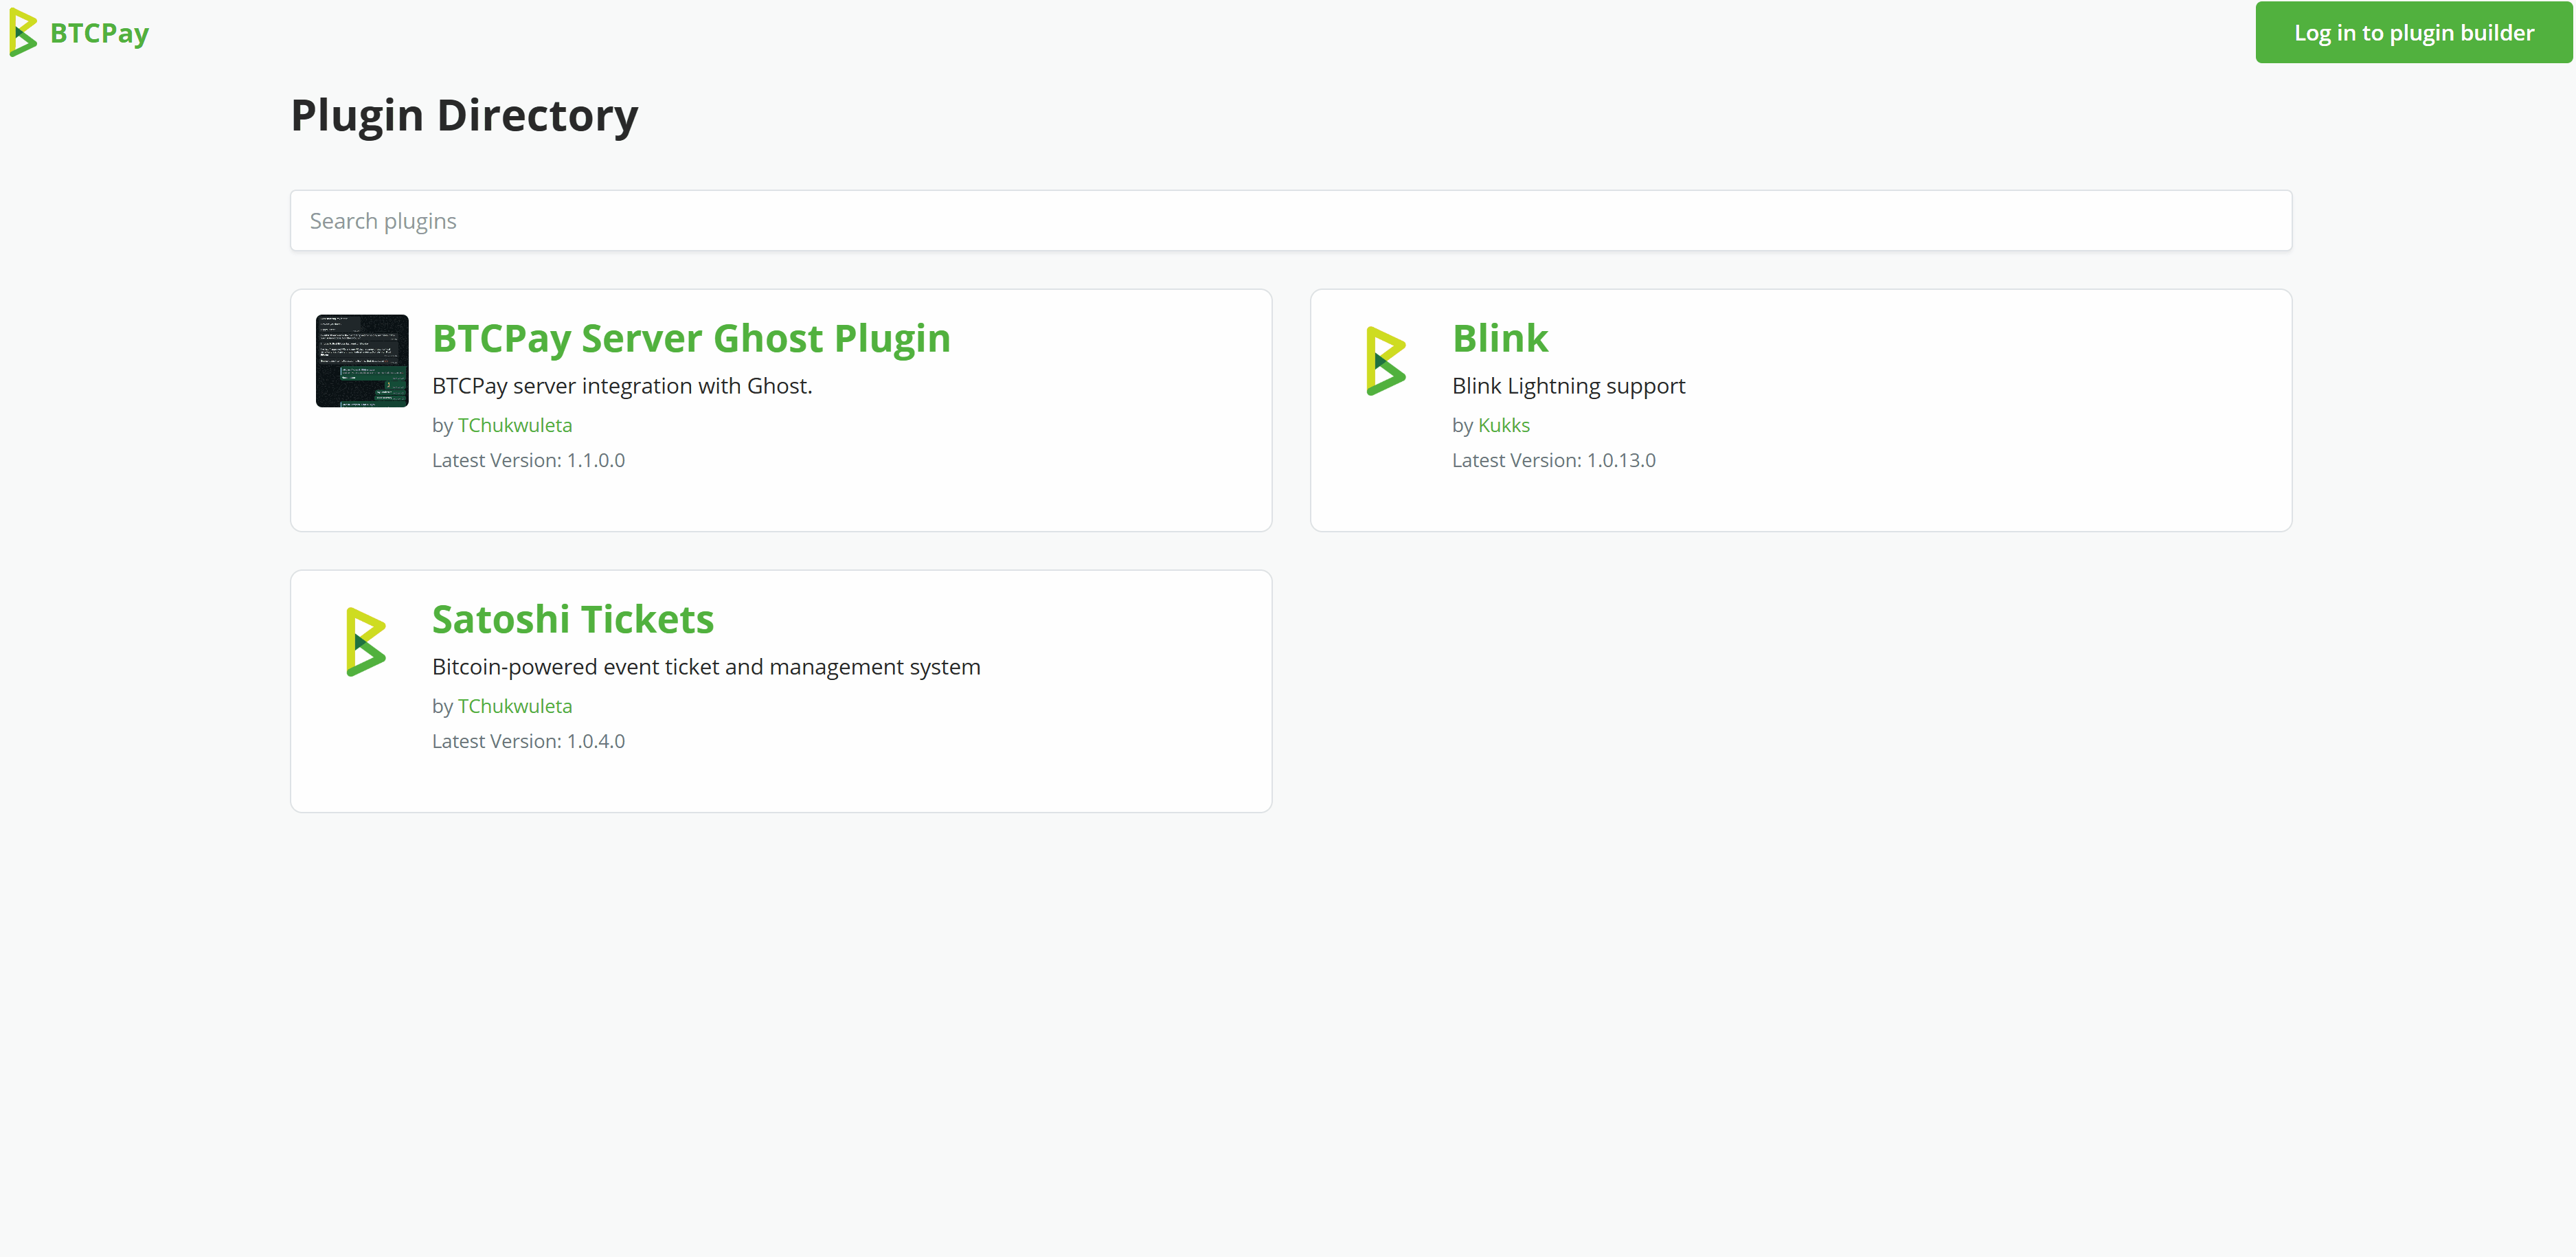 BTCPay
Log in to plugin builder
Plugin Directory
Search plugins
BTCPay Server Ghost Plugin
BTCPay server integration with Ghost.
by TChukwuleta
Latest Version: 1.1.0.0
Blink
Blink Lightning support
by Kukks
Latest Version: 1.0.13.0
Satoshi Tickets
Bitcoin-powered event ticket and management system
by TChukwuleta
Latest Version: 1.0.4.0